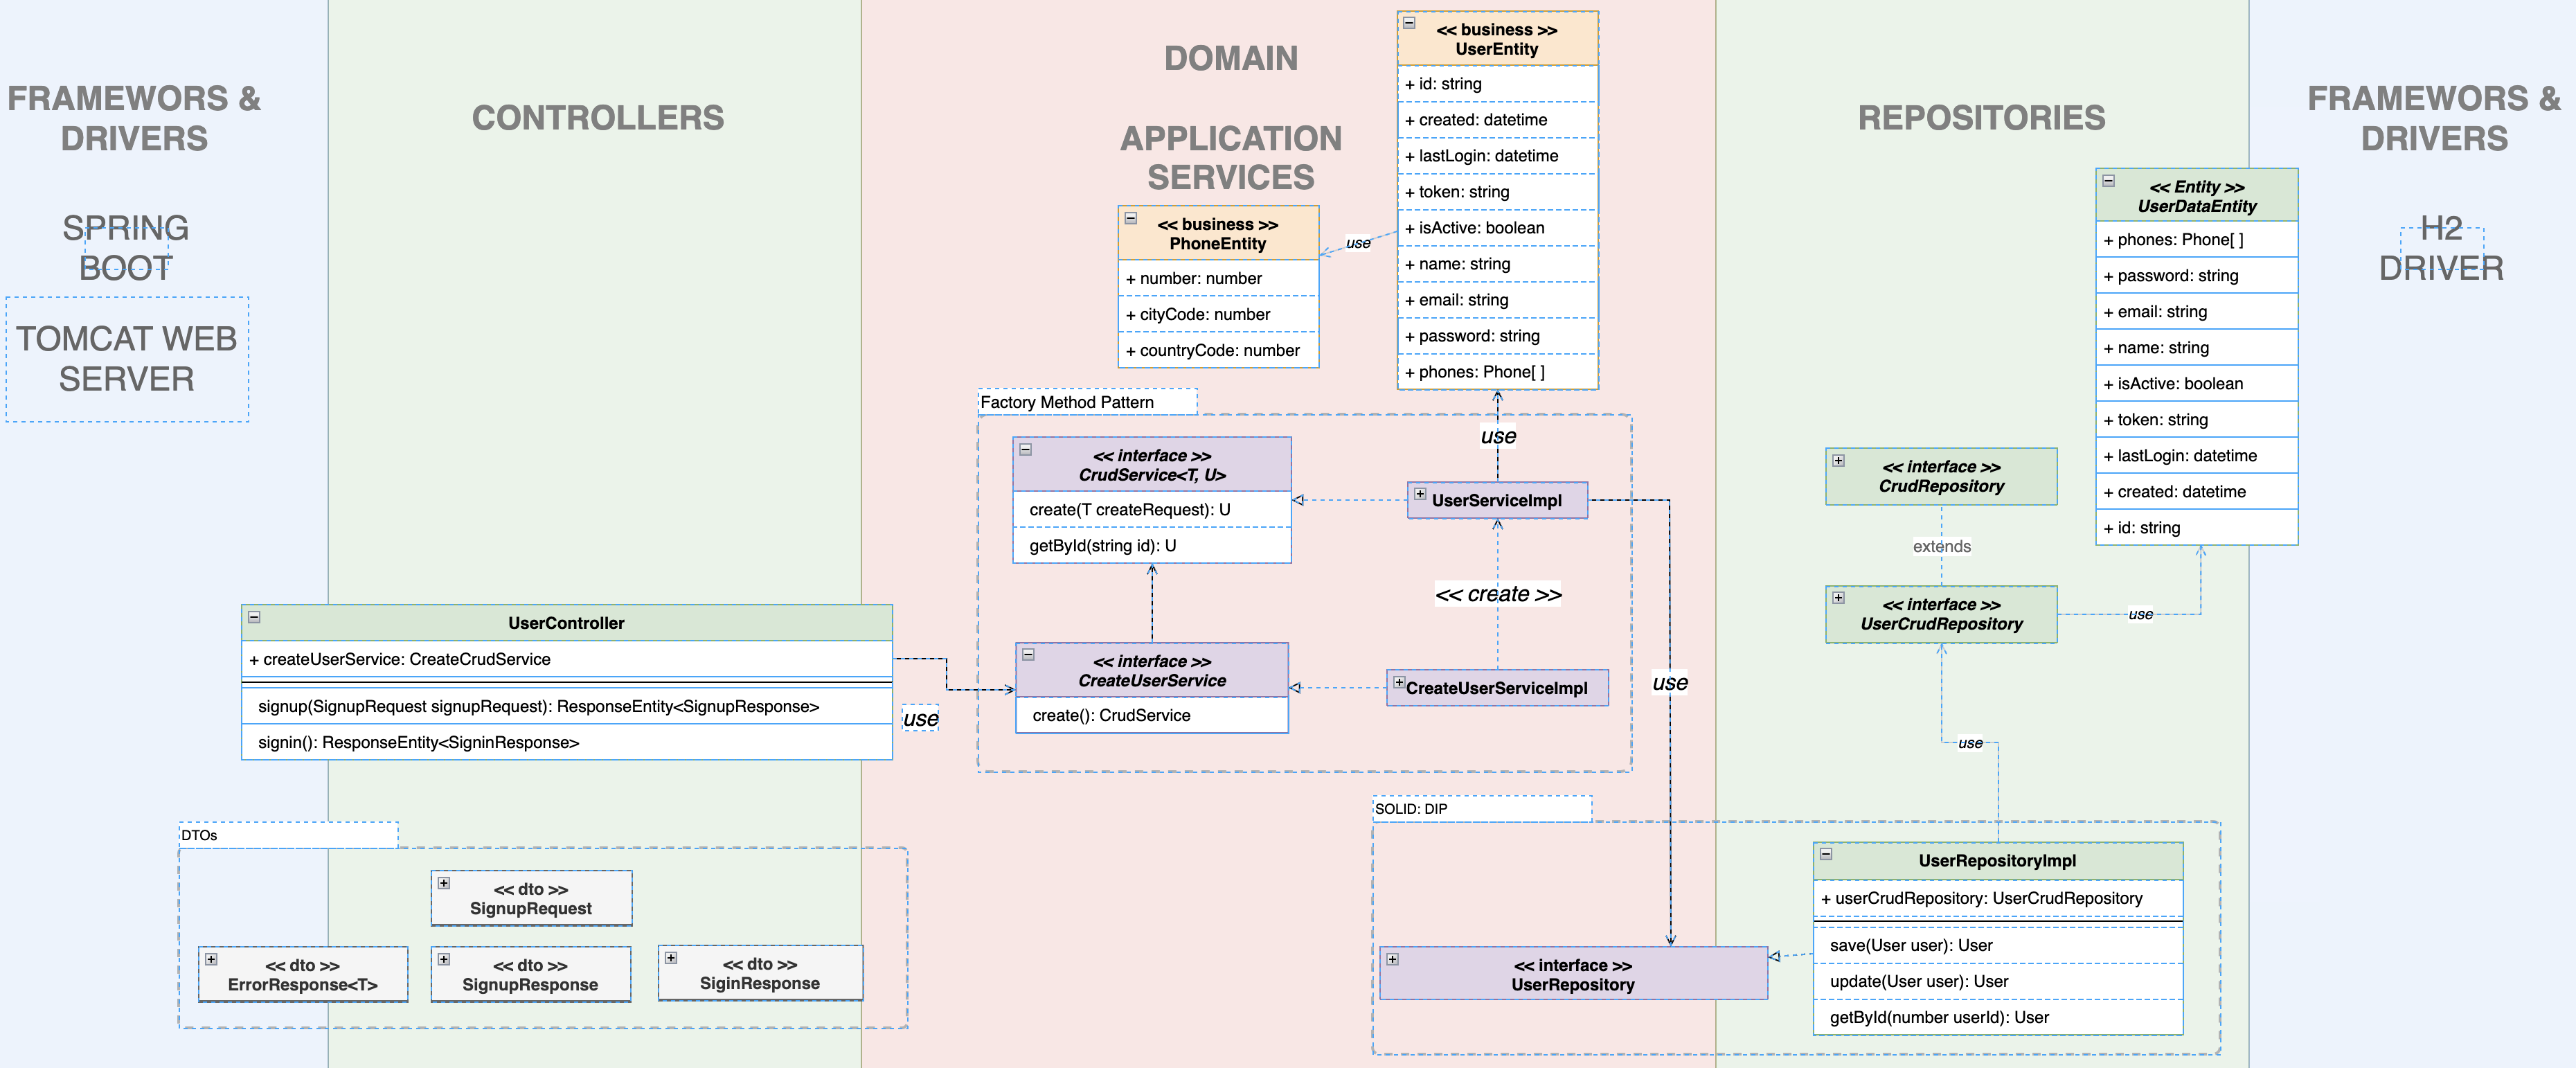 FRAMEWORS &
DRIVERS
SPRING
BOOT
TOMCAT WEB
SERVER
CONTROLLERS
UserController
+ createUserService: CreateCrudService
signup(SignupRequest signupRequest): ResponseEntity<SignupResponse>
signin(): ResponseEntity<SigninResponse>
use
DTOs
<< dto >>
SignupRequest
<< dto >>
ErrorResponse<T>
<< dto >>
SignupResponse
<< dto >>
SiginResponse
DOMAIN
APPLICATION
SERVICES
<< business >>
UserEntity
+ id: string
+ created: datetime
+ lastLogin: datetime
+ token: string
+ isActive: boolean
+ name: string
+ email: string
+ password: string
+ phones: Phone[ ]
use
<< business >>
PhoneEntity
+ number: number
+ cityCode: number
+ countryCode: number
Factory Method Pattern
use
<< interface >>
CrudService<T, U>
create(T createRequest): U
getById(string id): U
UserServiceImpl
<< create >>
<< interface >>
CreateUserService
create(): CrudService
CreateUserServiceImpl
use
SOLID: DIP
<< interface >>
UserRepository
REPOSITORIES
<< Entity >>
UserDataEntity
+ phones: Phone[ ]
+ password: string
+ email: string
+ name: string
+ isActive: boolean
+ token: string
+ lastLogin: datetime
+ created: datetime
+ id: string
<< interface >>
CrudRepository
extends
<< interface >>
UserCrudRepository
use
use
UserRepositoryImpl
+ userCrudRepository: UserCrudRepository
save(User user): User
update(User user): User
getById(number userId): User
FRAMEWORS &
DRIVERS
H2
DRIVER